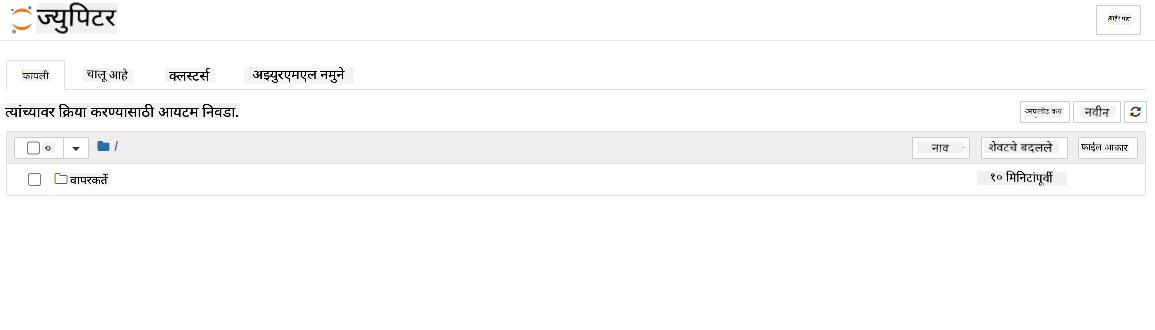 ज्युपिटर
फायली चालू आहे क्लस्टर्स अझ्युरएमएल नमुने
त्यांच्यावर क्रिया करण्यासाठी आयटम निवडा. अपलोड करा नवीन
० / नाव शेवटचे बदलले फाईल आकार
वापरकर्ते १० मिनिटांपूर्वी